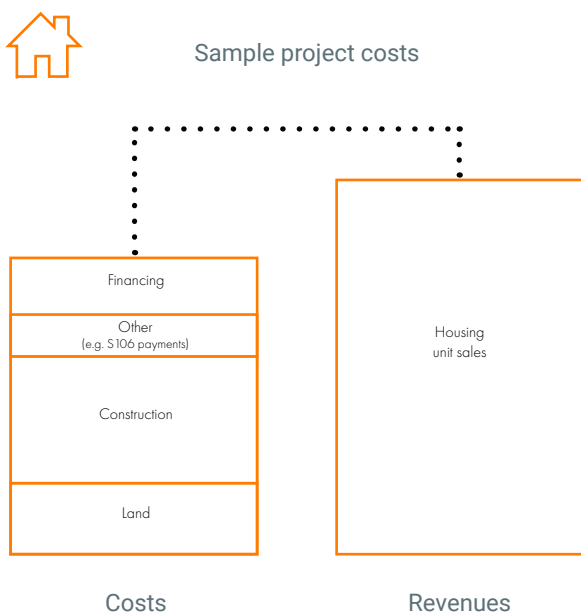 Sample project costs
Financing
Other
(e.g. S106 payments)
Construction
Land
Housing
unit sales
Costs
Revenues